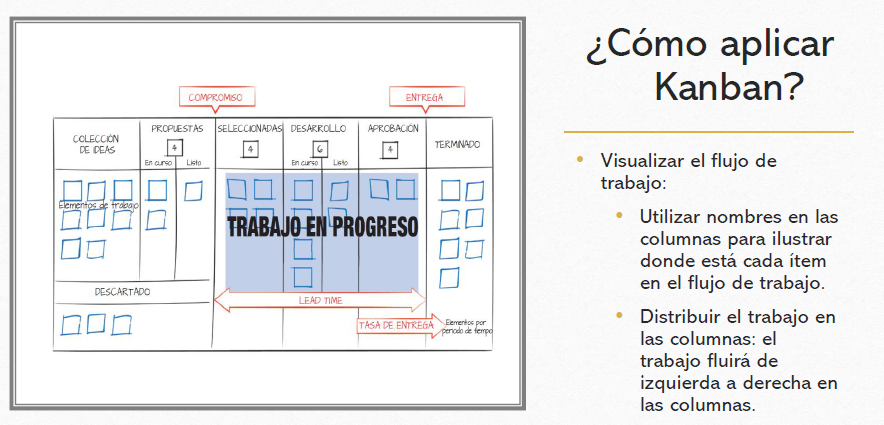 ¿Cómo aplicar
Kanban?
COMPROMISO
ENTREGA
COLECCIÓN
DE IDEAS
PROPUESTAS
4
En curso
Listo
SELECCIONADAS
4
DESARROLLO
6
En curso
Listo
APROBACIÓN
4
TERMINADO
Elementos de trabajo
TRABAJO EN PROGRESO
DESCARTADO
LEAD TIME
TASA DE ENTREGA
Elementos por
periodo de tiempo
• Visualizar el flujo de
trabajo:
• Utilizar nombres en las
columnas para ilustrar
donde está cada ítem
en el flujo de trabajo.
• Distribuir el trabajo en
las columnas: el
trabajo fluirá de
izquierda a derecha en
las columnas.